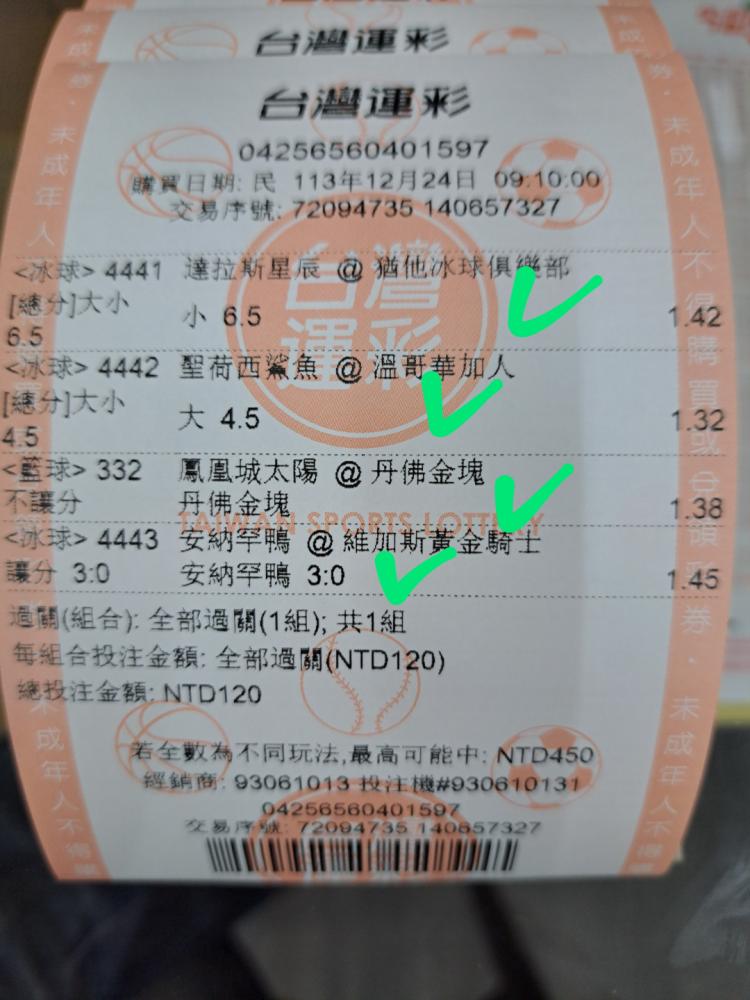 台灣運彩
台灣運彩
04256560401597
購買日期: 民 113年12月24日 09:10:00
交易序號: 72094735 140657327
<冰球> 4441 達拉斯星辰 @ 猶他冰球俱樂部
[總分]大小 小 6.5 1.42
6.5
<冰球> 4442 聖荷西鯊魚 @ 溫哥華加人
[總分]大小 大 4.5 1.32
4.5
<籃球> 332 鳳凰城太陽 @ 丹佛金塊
不讓分 丹佛金塊 1.38
TAIWAN SPORTS LOTTERY
<冰球> 4443 安納罕鴨 @ 維加斯黃金騎士
讓分 3:0 安納罕鴨 3:0 1.45
過關(組合): 全部過關(1組); 共1組
每組合投注金額: 全部過關(NTD120)
總投注金額: NTD120
若全數為不同玩法,最高可能中: NTD450
經銷商: 93061013 投注機#930610131
04256560401597
交易序號: 72094735 140657327
台灣運彩
未成年人不得購買或
未成年人不得